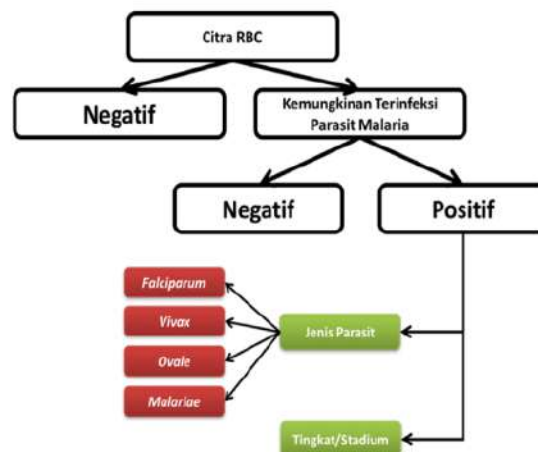 Citra RBC
Negatif
Kemungkinan Terinfeksi
Parasit Malaria
Negatif
Positif
Falciparum
Vivax
Ovale
Malariae
Jenis Parasit
Tingkat/Stadium